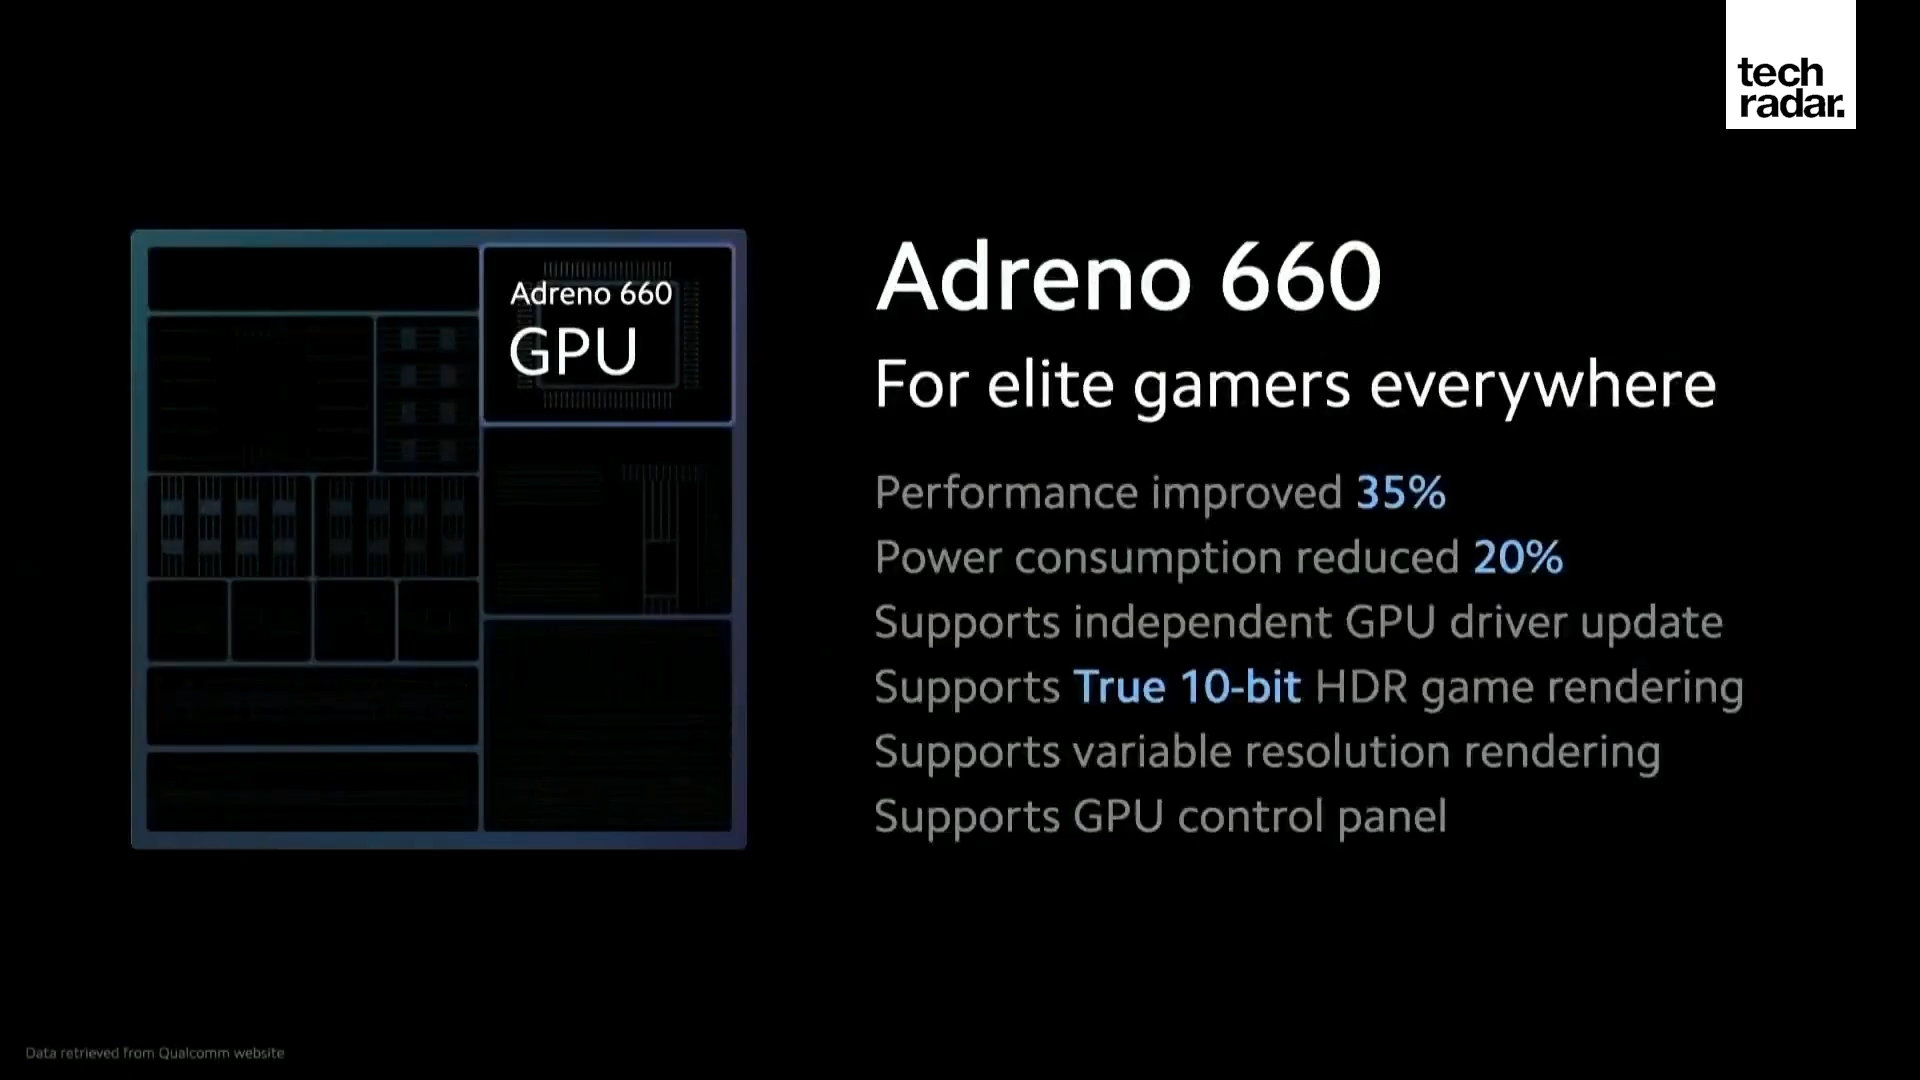 tech
radar.
Adreno 660
GPU
Adreno 660
For elite gamers everywhere
Performance improved 35%
Power consumption reduced 20%
Supports independent GPU driver update
Supports True 10-bit HDR game rendering
Supports variable resolution rendering
Supports GPU control panel
Data retrieved from Qualcomm website